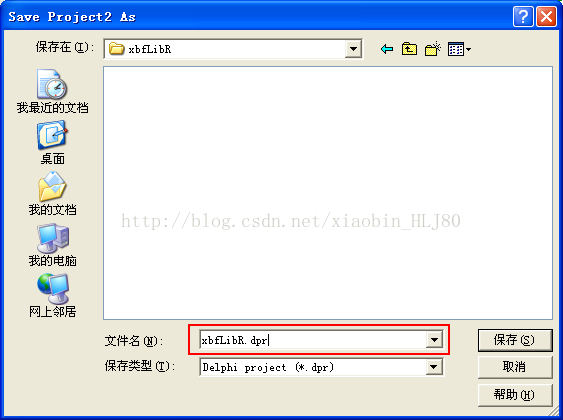 Save Project2 As
保存在(I):
xbfLibR
我最近的文档
桌面
我的文档
我的电脑
网上邻居
http://blog.csdn.net/xiaobin_HLJ80
文件名(N):
xbfLibR.dpr
保存(S)
保存类型(T):
Delphi project (*.dpr)
取消
帮助(H)